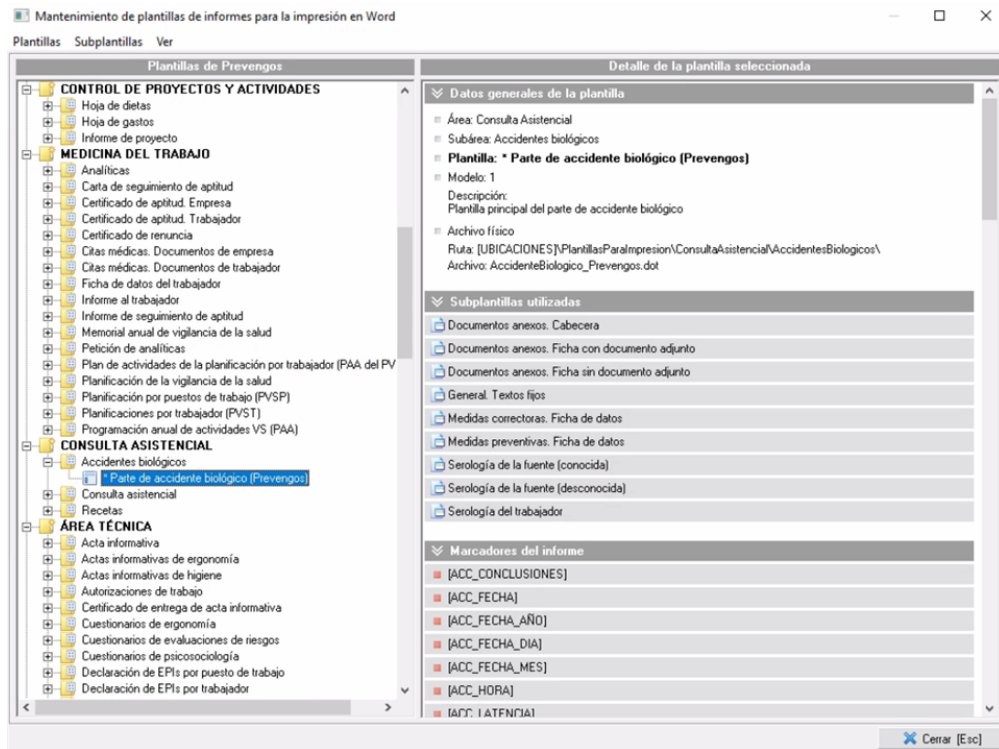 Mantenimiento de plantillas de informes para la impresión en Word
Plantillas Subplantillas Ver
Plantillas de Prevengos
CONTROL DE PROYECTOS Y ACTIVIDADES
Hoja de dietas
Hoja de gastos
Informe de proyecto
MEDICINA DEL TRABAJO
Analíticas
Carta de seguimiento de aptitud
Certificado de aptitud. Empresa
Certificado de aptitud. Trabajador
Certificado de renuncia
Citas médicas. Documentos de empresa
Citas médicas. Documentos de trabajador
Ficha de datos del trabajador
Informe al trabajador
Informe de seguimiento de aptitud
Memorial anual de vigilancia de la salud
Petición de analíticas
Plan de actividades de la planificación por trabajador (PAA del PV
Planificación de la vigilancia de la salud
Planificación por puestos de trabajo (PVSP)
Planificaciones por trabajador (PVST)
Programación anual de actividades VS (PAA)
CONSULTA ASISTENCIAL
Accidentes biológicos
* Parte de accidente biológico (Prevengos)
Consulta asistencial
Recetas
ÁREA TÉCNICA
Acta informativa
Actas informativas de ergonomía
Actas informativas de higiene
Autorizaciones de trabajo
Certificado de entrega de acta informativa
Cuestionarios de ergonomía
Cuestionarios de evaluaciones de riesgos
Cuestionarios de psicosociología
Declaración de EPIs por puesto de trabajo
Declaración de EPIs por trabajador
Detalle de la plantilla seleccionada
Datos generales de la plantilla
Área: Consulta Asistencial
Subárea: Accidentes biológicos
Plantilla: * Parte de accidente biológico (Prevengos)
Modelo: 1
Descripción:
Plantilla principal del parte de accidente biológico
Archivo físico
Ruta: [UBICACIONES]\PlantillasParaImpresion\ConsultaAsistencial\AccidentesBiologicos\
Archivo: AccidenteBiologico_Prevengos.dot
Subplantillas utilizadas
Documentos anexos. Cabecera
Documentos anexos. Ficha con documento adjunto
Documentos anexos. Ficha sin documento adjunto
General. Textos fijos
Medidas correctoras. Ficha de datos
Medidas preventivas. Ficha de datos
Serología de la fuente (conocida)
Serología de la fuente (desconocida)
Serología del trabajador
Marcadores del informe
[ACC_CONCLUSIONES]
[ACC_FECHA]
[ACC_FECHA_AÑO]
[ACC_FECHA_DIA]
[ACC_FECHA_MES]
[ACC_HORA]
[ACC_LATENCIA]
Cerrar [Esc]